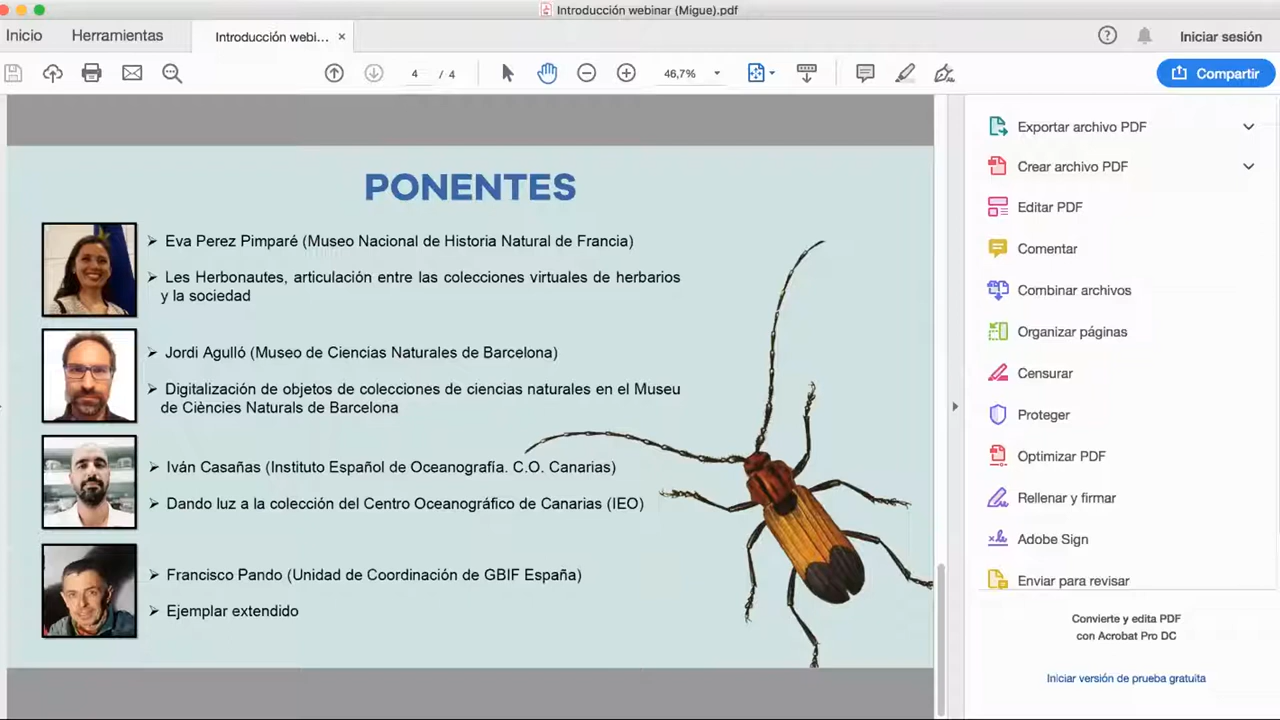 Introducción webinar (Migue).pdf
Inicio
Herramientas
Introducción webi...
×
Iniciar sesión
4 / 4
46,7%
Compartir
PONENTES
Eva Perez Pimparé (Museo Nacional de Historia Natural de Francia)
Les Herbonautes, articulación entre las colecciones virtuales de herbarios
y la sociedad
Jordi Agulló (Museo de Ciencias Naturales de Barcelona)
Digitalización de objetos de colecciones de ciencias naturales en el Museu
de Ciències Naturals de Barcelona
Iván Casañas (Instituto Español de Oceanografía. C.O. Canarias)
Dando luz a la colección del Centro Oceanográfico de Canarias (IEO)
Francisco Pando (Unidad de Coordinación de GBIF España)
Ejemplar extendido
Exportar archivo PDF
Crear archivo PDF
Editar PDF
Comentar
Combinar archivos
Organizar páginas
Censurar
Proteger
Optimizar PDF
Rellenar y firmar
Adobe Sign
Enviar para revisar
Convierte y edita PDF
con Acrobat Pro DC
Iniciar versión de prueba gratuita